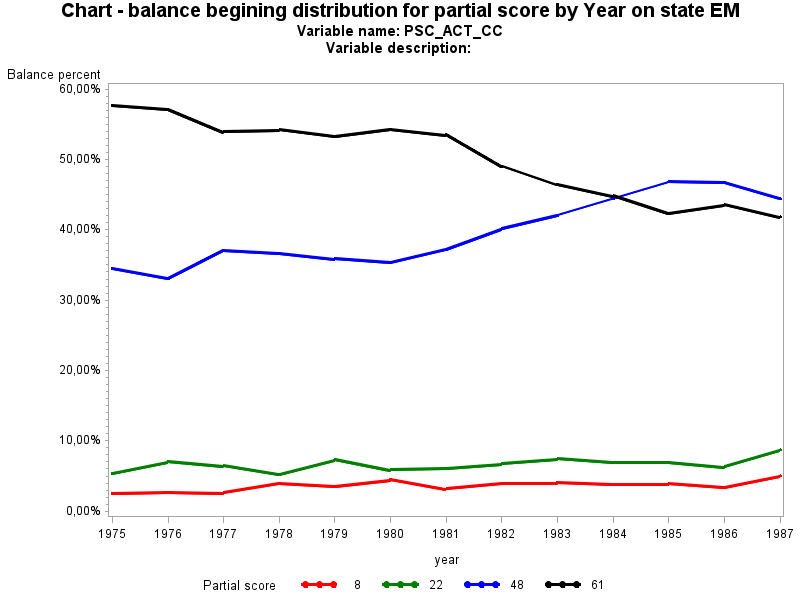 Chart - balance begining distribution for partial score by Year on state EM
Variable name: PSC_ACT_CC
Variable description:
Balance percent
60,00%
50,00%
40,00%
30,00%
20,00%
10,00%
0,00%
1975 1976 1977 1978 1979 1980 1981 1982 1983 1984 1985 1986 1987
year
Partial score 8 22 48 61